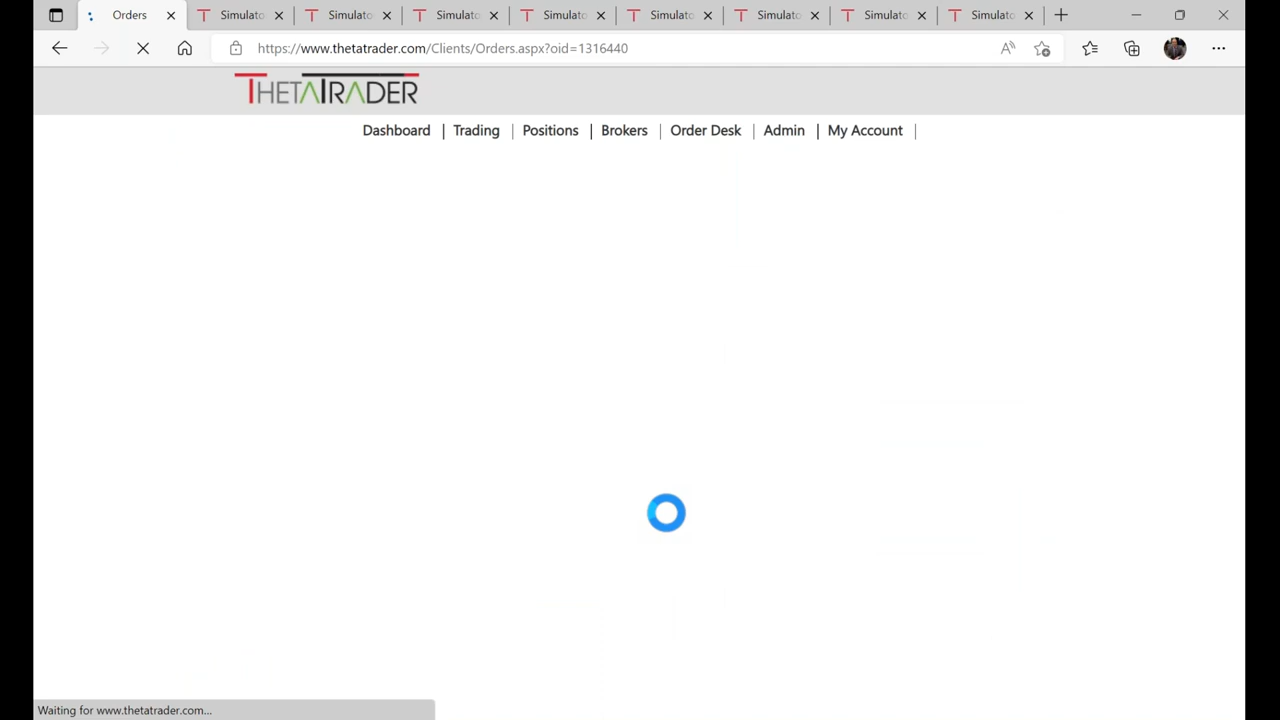 Orders
Simulato
Simulato
Simulato
Simulato
Simulato
Simulato
Simulato
Simulato
https://www.thetatrader.com/Clients/Orders.aspx?oid=1316440
THETATRADER
Dashboard | Trading | Positions | Brokers | Order Desk | Admin | My Account |
Waiting for www.thetatrader.com...